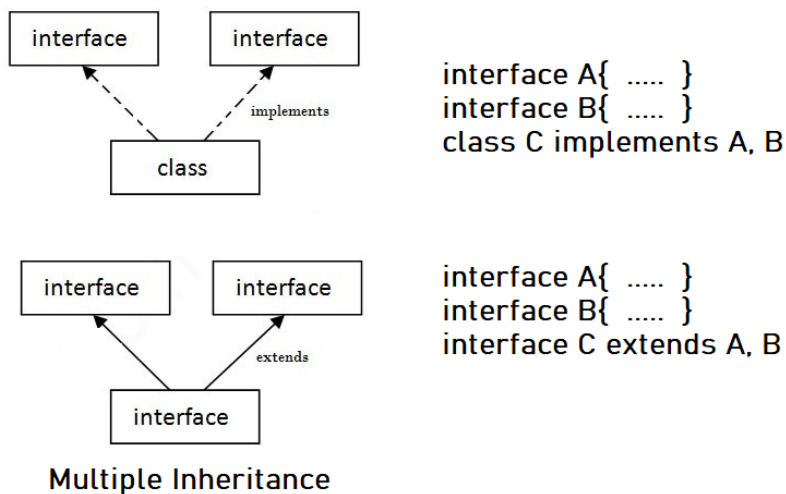 interface interface
implements
class
interface A{ ..... }
interface B{ ..... }
class C implements A, B
interface interface
extends
interface
interface A{ ..... }
interface B{ ..... }
interface C extends A, B
Multiple Inheritance